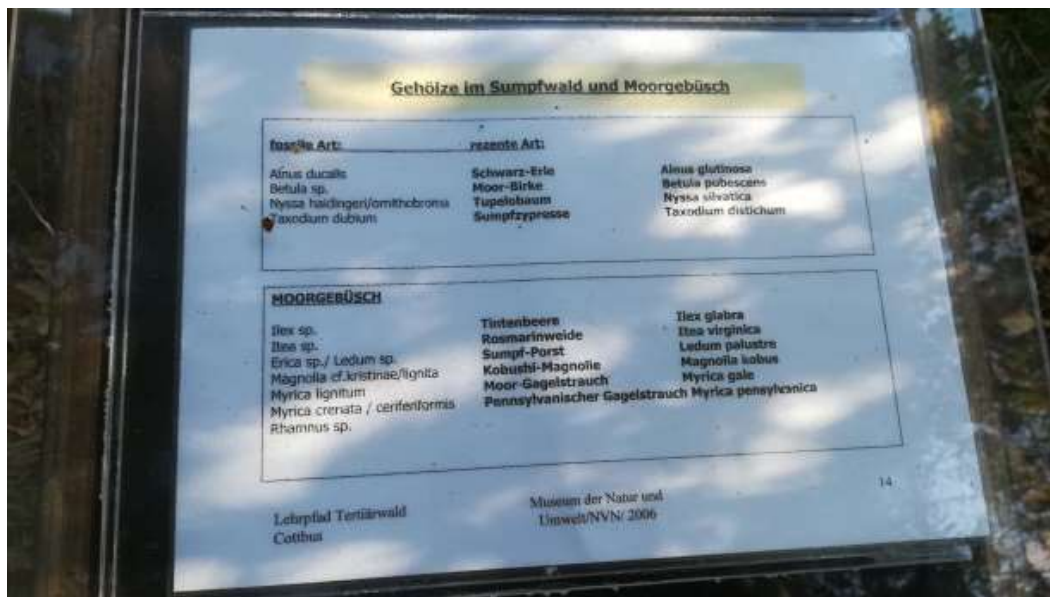 Gehölze im Sumpfwald und Moorgebüsch
fossile Art: rezente Art:
Alnus ducalis Schwarz-Erle Alnus glutinosa
Betula sp. Moor-Birke Betula pubescens
Nyssa haidingeri/ornithobroma Tupelobaum Nyssa silvatica
Taxodium dubium Sumpfzypresse Taxodium distichum
MOORGEBÜSCH
Ilex sp. Tintenbeere Ilex glabra
Itea sp. Rosmarinweide Itea virginica
Erica sp./ Ledum sp. Sumpf-Porst Ledum palustre
Magnolia cf.kristinae/lignita Kobushi-Magnolie Magnolia kobus
Myrica lignitum Moor-Gagelstrauch Myrica gale
Myrica crenata / ceriferiformis Pennsylvanischer Gagelstrauch Myrica pensylvanica
Rhamnus sp.
Lehrpfad Tertiärwald Museum der Natur und 14
Cottbus Umwelt/NVN/ 2006